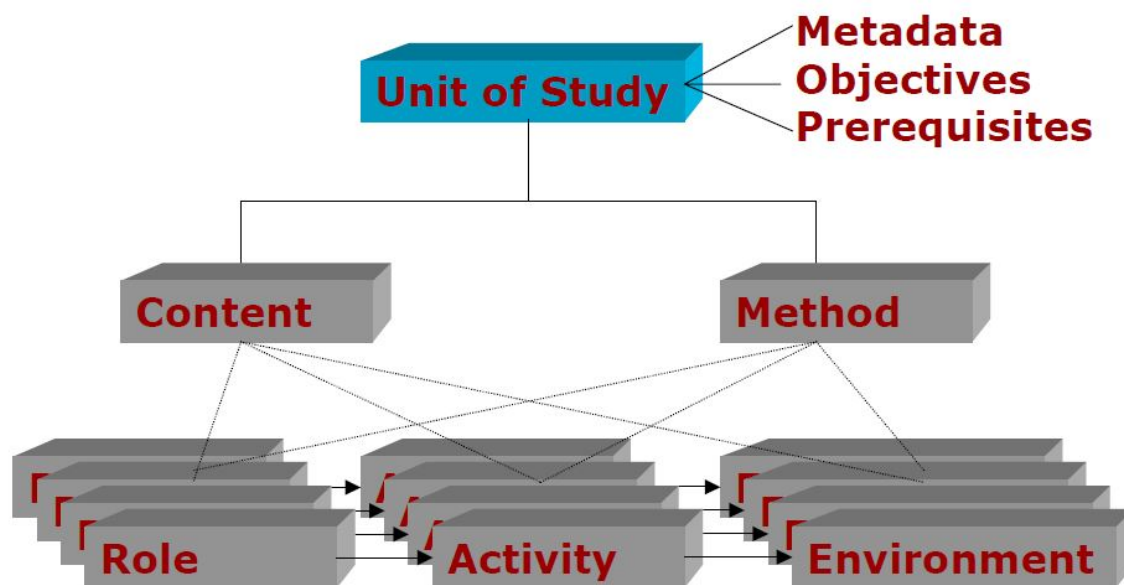 Metadata
Unit of Study
Objectives
Prerequisites
Content
Method
Role
Activity
Environment